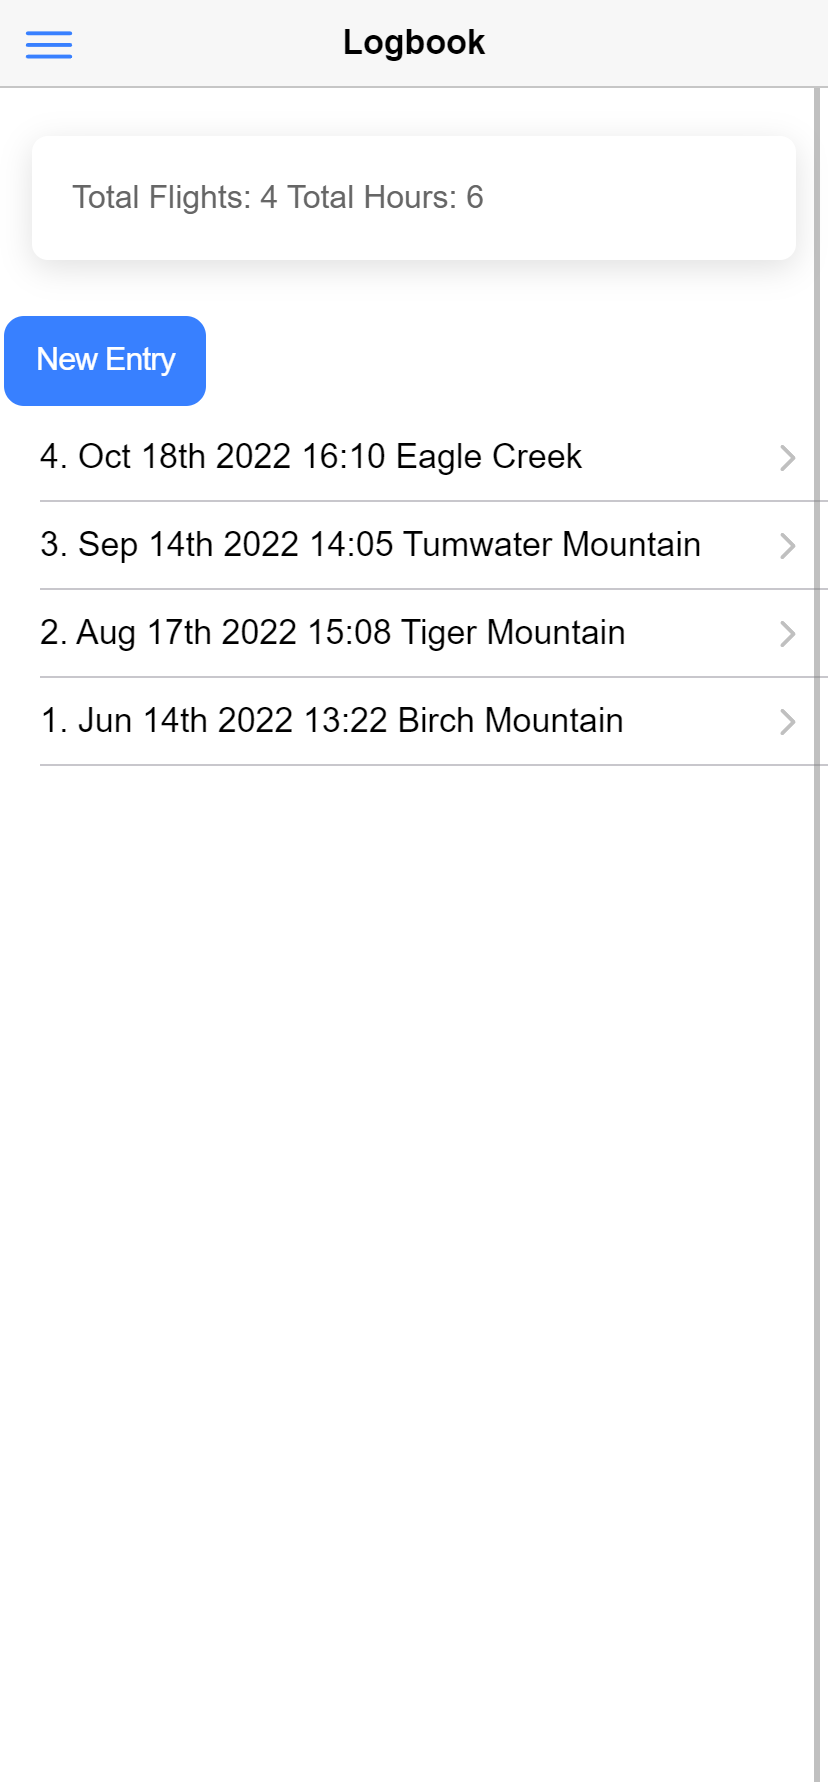 Logbook
Total Flights: 4 Total Hours: 6
New Entry
4. Oct 18th 2022 16:10 Eagle Creek
3. Sep 14th 2022 14:05 Tumwater Mountain
2. Aug 17th 2022 15:08 Tiger Mountain
1. Jun 14th 2022 13:22 Birch Mountain